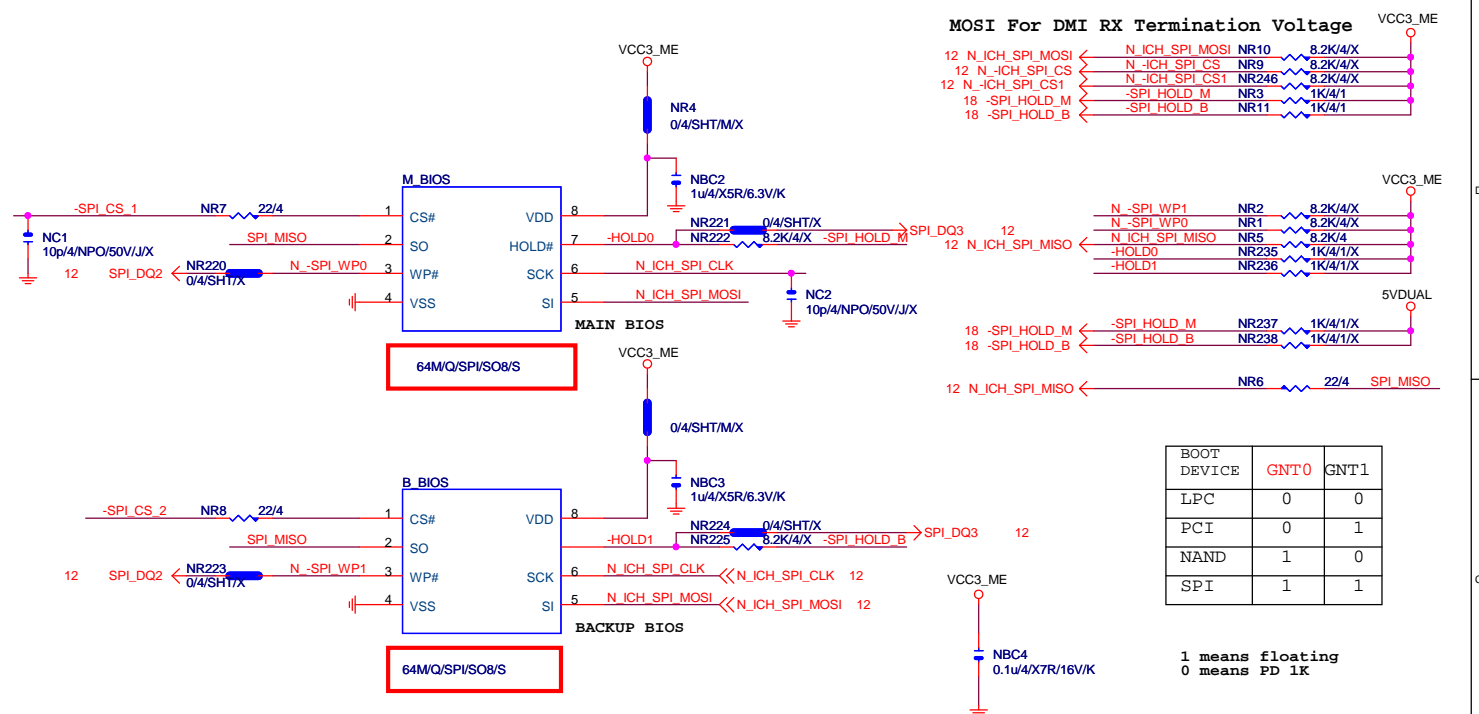 MOSI For DMI RX Termination Voltage
VCC3_ME
12 N_ICH_SPI_MOSI N_ICH_SPI_MOSI NR10 8.2K/4/X
12 N_-ICH_SPI_CS N_-ICH_SPI_CS NR9 8.2K/4/X
12 N_-ICH_SPI_CS1 N_-ICH_SPI_CS1 NR246 8.2K/4/X
18 -SPI_HOLD_M -SPI_HOLD_M NR3 1K/4/1
18 -SPI_HOLD_B -SPI_HOLD_B NR11 1K/4/1
VCC3_ME
NR4
0/4/SHT/M/X
NBC2
1u/4/X5R/6.3V/K
M_BIOS
-SPI_CS_1 NR7 22/4 1 CS# VDD 8
NC1
10p/4/NPO/50V/J/X
SPI_MISO 2 SO HOLD# 7 -HOLD0
NR221 0/4/SHT/X SPI_DQ3 12
NR222 8.2K/4/X -SPI_HOLD_M
12 SPI_DQ2 NR220 N_-SPI_WP0 3 WP# SCK 6 N_ICH_SPI_CLK
0/4/SHT/X
4 VSS SI 5 N_ICH_SPI_MOSI
NC2
10p/4/NPO/50V/J/X
MAIN BIOS
64M/Q/SPI/SO8/S
VCC3_ME
N_-SPI_WP1 NR2 8.2K/4/X
N_-SPI_WP0 NR1 8.2K/4/X
12 N_ICH_SPI_MISO N_ICH_SPI_MISO NR5 8.2K/4
-HOLD0 NR235 1K/4/1/X
-HOLD1 NR236 1K/4/1/X
5VDUAL
18 -SPI_HOLD_M -SPI_HOLD_M NR237 1K/4/1/X
18 -SPI_HOLD_B -SPI_HOLD_B NR238 1K/4/1/X
12 N_ICH_SPI_MISO NR6 22/4 SPI_MISO
VCC3_ME
0/4/SHT/M/X
NBC3
1u/4/X5R/6.3V/K
B_BIOS
-SPI_CS_2 NR8 22/4 1 CS# VDD 8
SPI_MISO 2 SO -HOLD1
NR224 0/4/SHT/X SPI_DQ3 12
NR225 8.2K/4/X -SPI_HOLD_B
12 SPI_DQ2 NR223 N_-SPI_WP1 3 WP# SCK 6 N_ICH_SPI_CLK N_ICH_SPI_CLK 12
0/4/SHT/X
4 VSS SI 5 N_ICH_SPI_MOSI N_ICH_SPI_MOSI 12
BACKUP BIOS
64M/Q/SPI/SO8/S
VCC3_ME
NBC4
0.1u/4/X7R/16V/K
BOOT
DEVICE GNT0 GNT1
LPC 0 0
PCI 0 1
NAND 1 0
SPI 1 1
1 means floating
0 means PD 1K